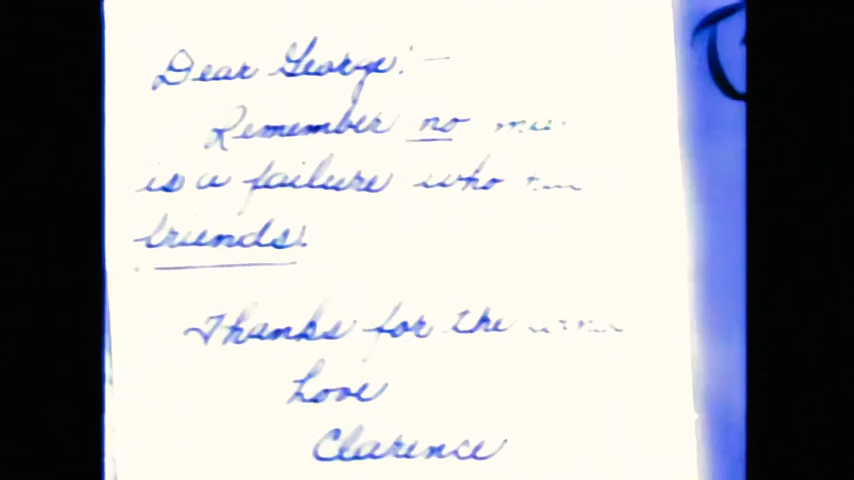 Dear George:-
Remember no
is a failure who
friends.
Thanks for the
Love
Clarence